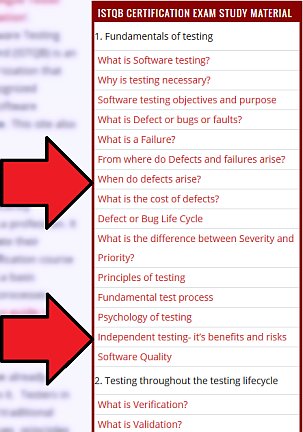 ISTQB CERTIFICATION EXAM STUDY MATERIAL
1. Fundamentals of testing
What is Software testing?
Why is testing necessary?
Software testing objectives and purpose
What is Defect or bugs or faults?
What is a Failure?
From where do Defects and failures arise?
When do defects arise?
What is the cost of defects?
Defect or Bug Life Cycle
What is the difference between Severity and
Priority?
Principles of testing
Fundamental test process
Psychology of testing
Independent testing- it's benefits and risks
Software Quality
2. Testing throughout the testing lifecycle
What is Verification?
What is Validation?